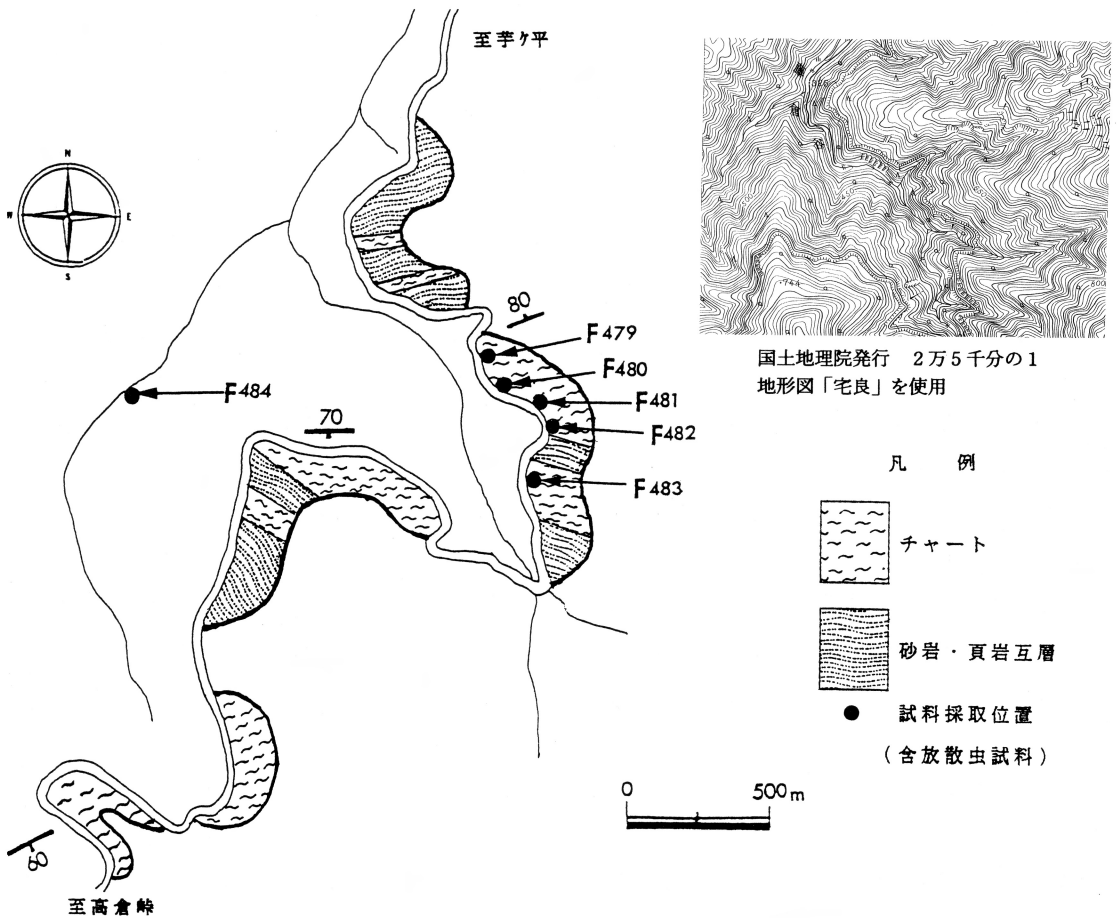 至芋ケ平
N
W
E
S
80
F479
F480
F481
F482
F483
F484
70
60
至高倉峠
744
800
国土地理院発行 2万5千分の1
地形図「宅良」を使用
凡 例
チャート
砂岩・頁岩互層
試料採取位置
(含放散虫試料)
0
500m